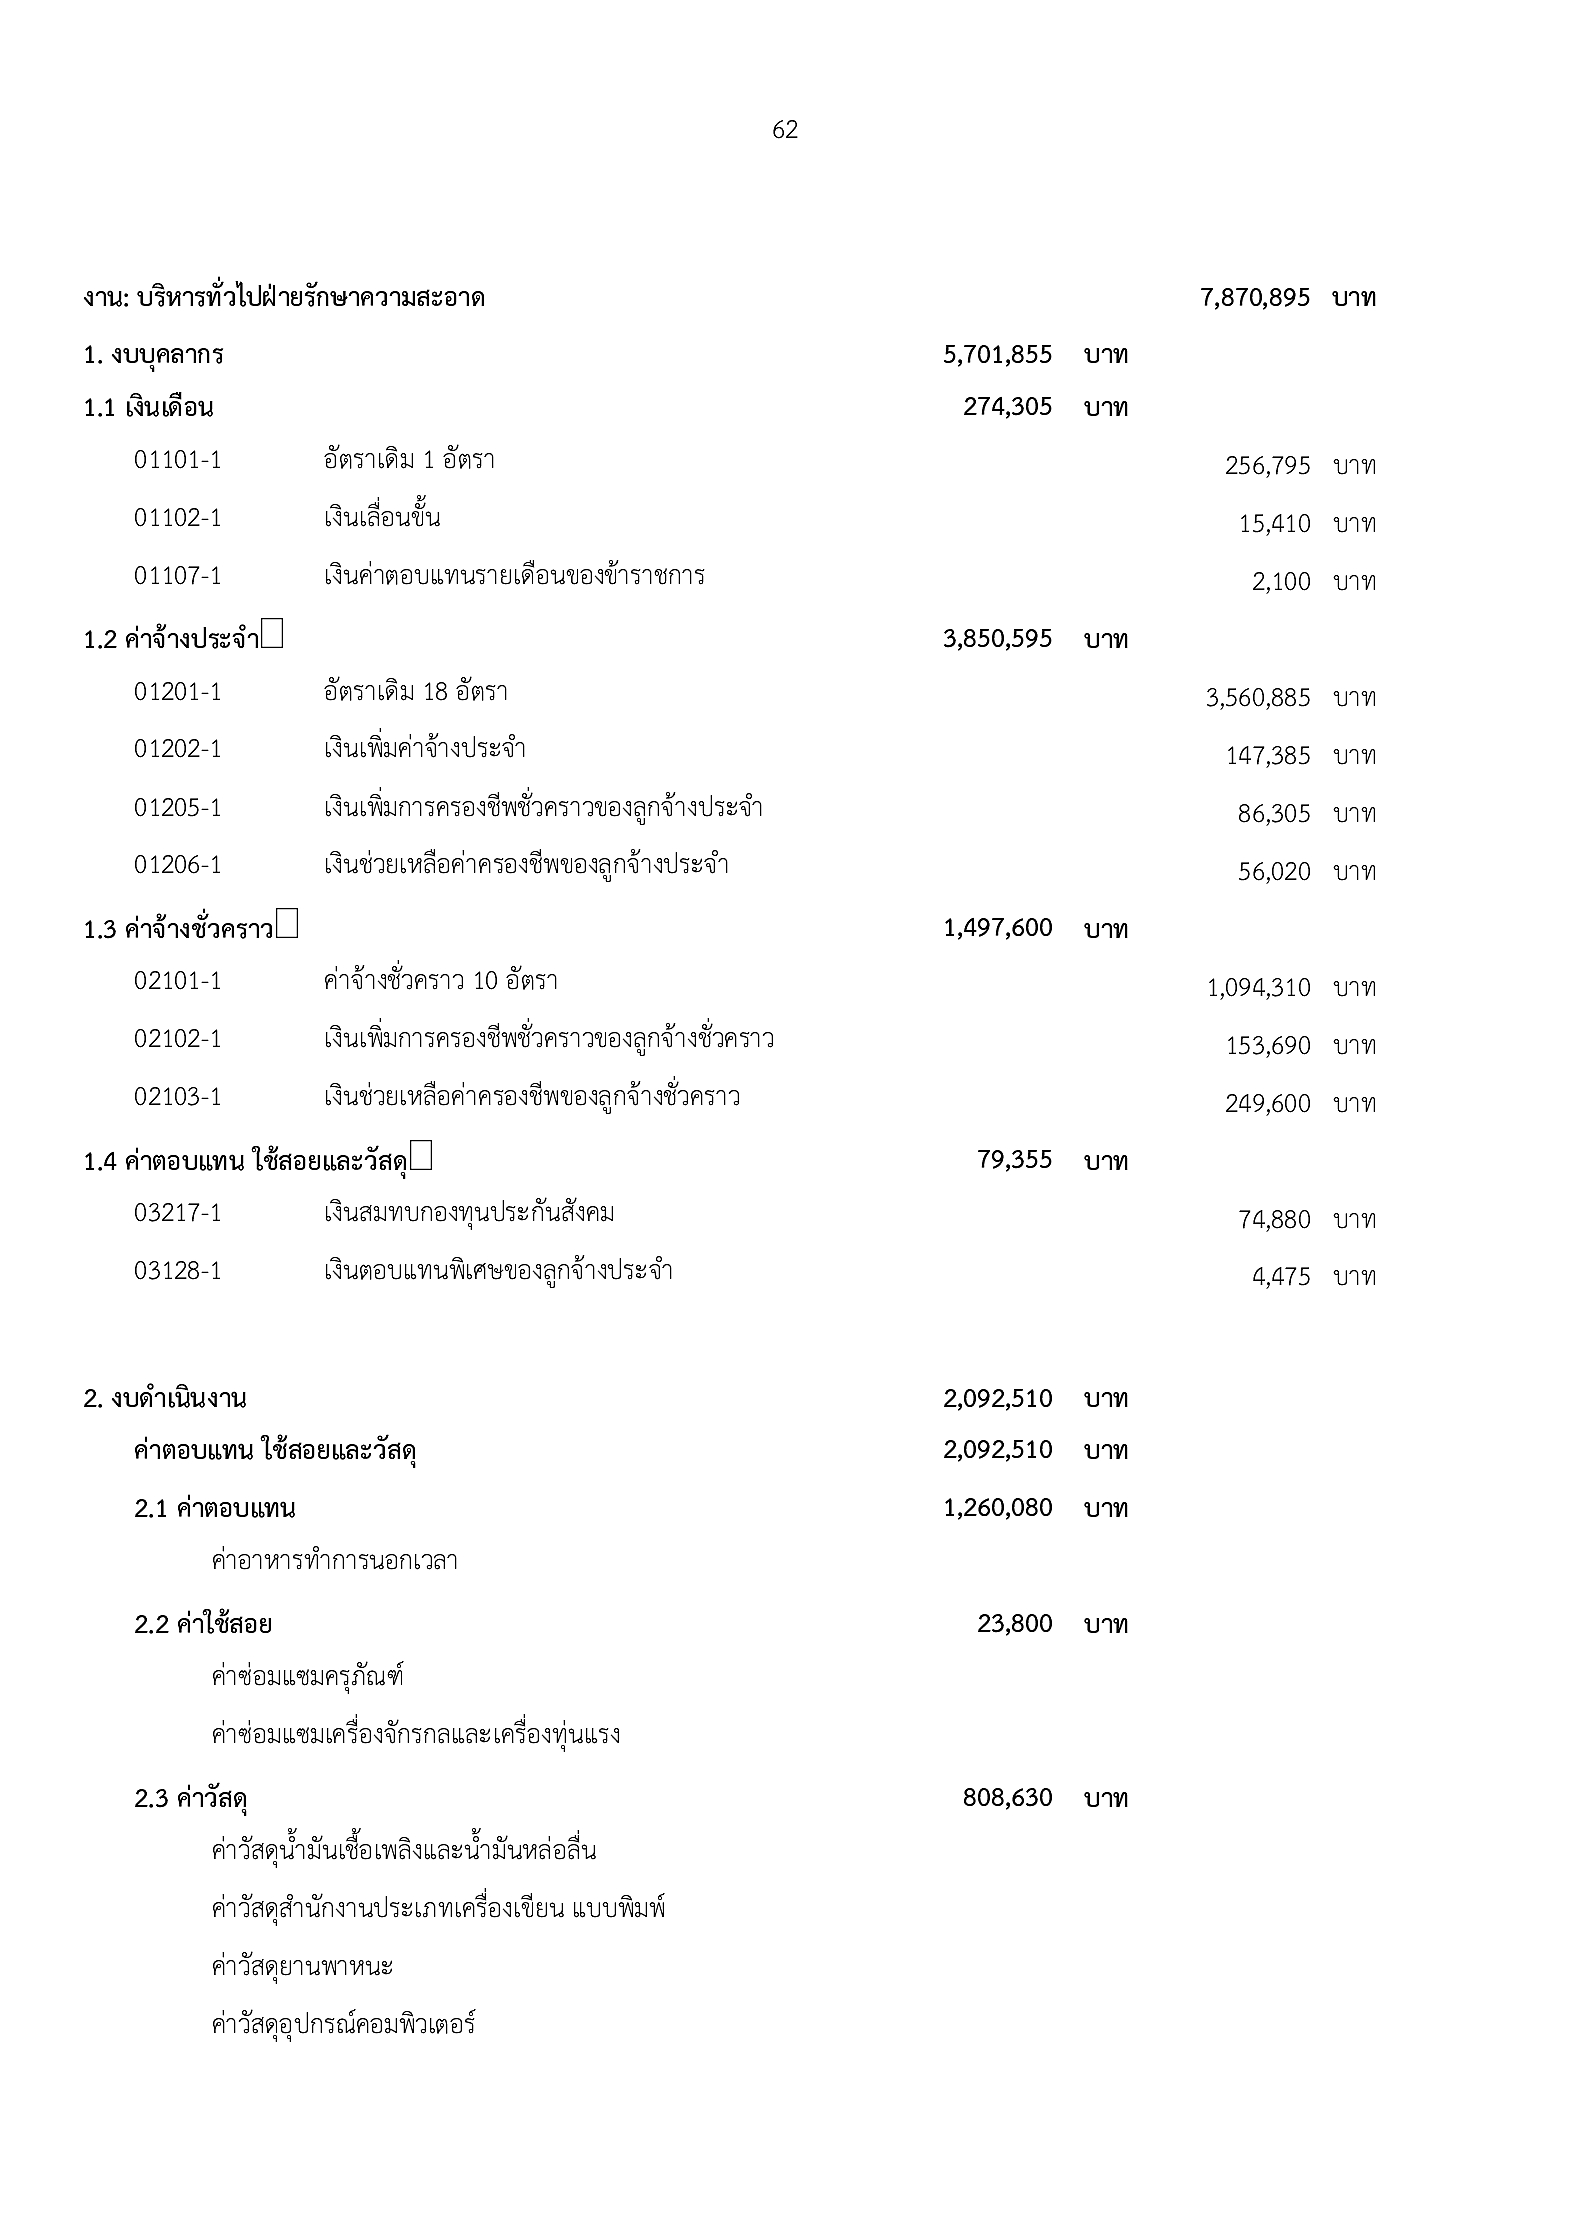 62
งาน: บริหารทั่วไปฝ่ายรักษาความสะอาด 7,870,895 บาท
1. งบบุคลากร 5,701,855 บาท
1.1 เงินเดือน 274,305 บาท
01101-1 อัตราเดิม 1 อัตรา 256,795 บาท
01102-1 เงินเลื่อนขั้น 15,410 บาท
01107-1 เงินค่าตอบแทนรายเดือนของข้าราชการ 2,100 บาท
1.2 ค่าจ้างประจำ 3,850,595 บาท
01201-1 อัตราเดิม 18 อัตรา 3,560,885 บาท
01202-1 เงินเพิ่มค่าจ้างประจำ 147,385 บาท
01205-1 เงินเพิ่มการครองชีพชั่วคราวของลูกจ้างประจำ 86,305 บาท
01206-1 เงินช่วยเหลือค่าครองชีพของลูกจ้างประจำ 56,020 บาท
1.3 ค่าจ้างชั่วคราว 1,497,600 บาท
02101-1 ค่าจ้างชั่วคราว 10 อัตรา 1,094,310 บาท
02102-1 เงินเพิ่มการครองชีพชั่วคราวของลูกจ้างชั่วคราว 153,690 บาท
02103-1 เงินช่วยเหลือค่าครองชีพของลูกจ้างชั่วคราว 249,600 บาท
1.4 ค่าตอบแทน ใช้สอยและวัสดุ 79,355 บาท
03217-1 เงินสมทบกองทุนประกันสังคม 74,880 บาท
03128-1 เงินตอบแทนพิเศษของลูกจ้างประจำ 4,475 บาท
2. งบดำเนินงาน 2,092,510 บาท
ค่าตอบแทน ใช้สอยและวัสดุ 2,092,510 บาท
2.1 ค่าตอบแทน 1,260,080 บาท
ค่าอาหารทำการนอกเวลา
2.2 ค่าใช้สอย 23,800 บาท
ค่าซ่อมแซมครุภัณฑ์
ค่าซ่อมแซมเครื่องจักรกลและเครื่องทุ่นแรง
2.3 ค่าวัสดุ 808,630 บาท
ค่าวัสดุน้ำมันเชื้อเพลิงและน้ำมันหล่อลื่น
ค่าวัสดุสำนักงานประเภทเครื่องเขียน แบบพิมพ์
ค่าวัสดุยานพาหนะ
ค่าวัสดุอุปกรณ์คอมพิวเตอร์